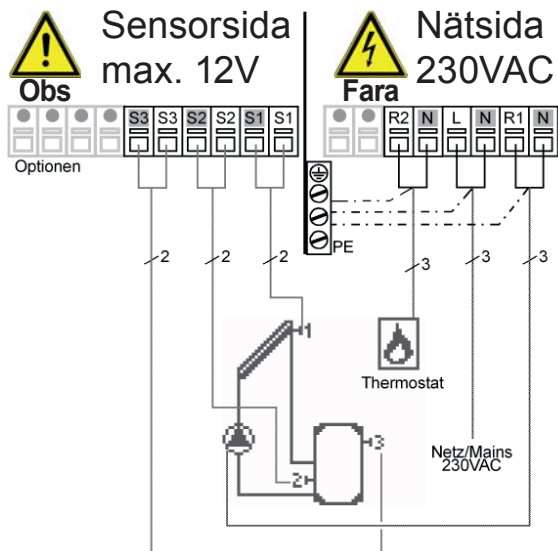 Sensorsida
max. 12V
Obs
Nätsida
230VAC
Fara
S3 S3 S2 S2 S1 S1
R2 N L N R1 N
Optionen
PE
2 2 2 3 3 3
1
Thermostat
3
Netz/Mains
230VAC
2